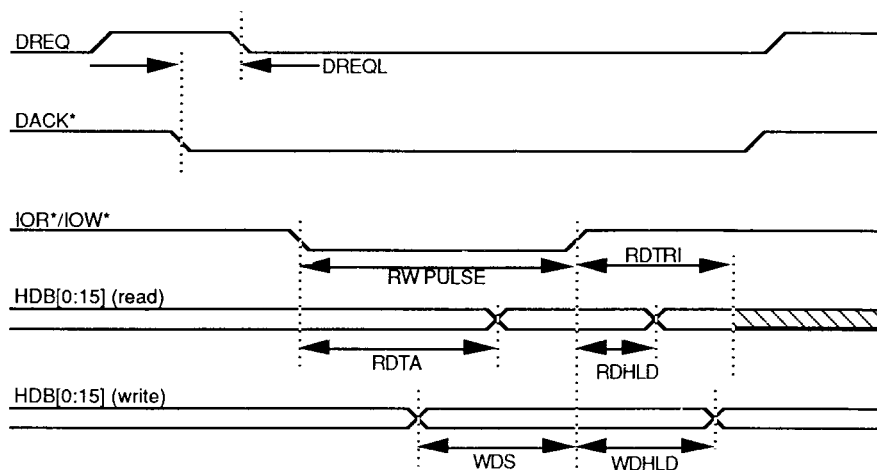 DREQ
DREQL
DACK*
IOR*/IOW*
RW PULSE
RDTRI
HDB[0:15] (read)
RDTA
RDHLD
HDB[0:15] (write)
WDS
WDHLD